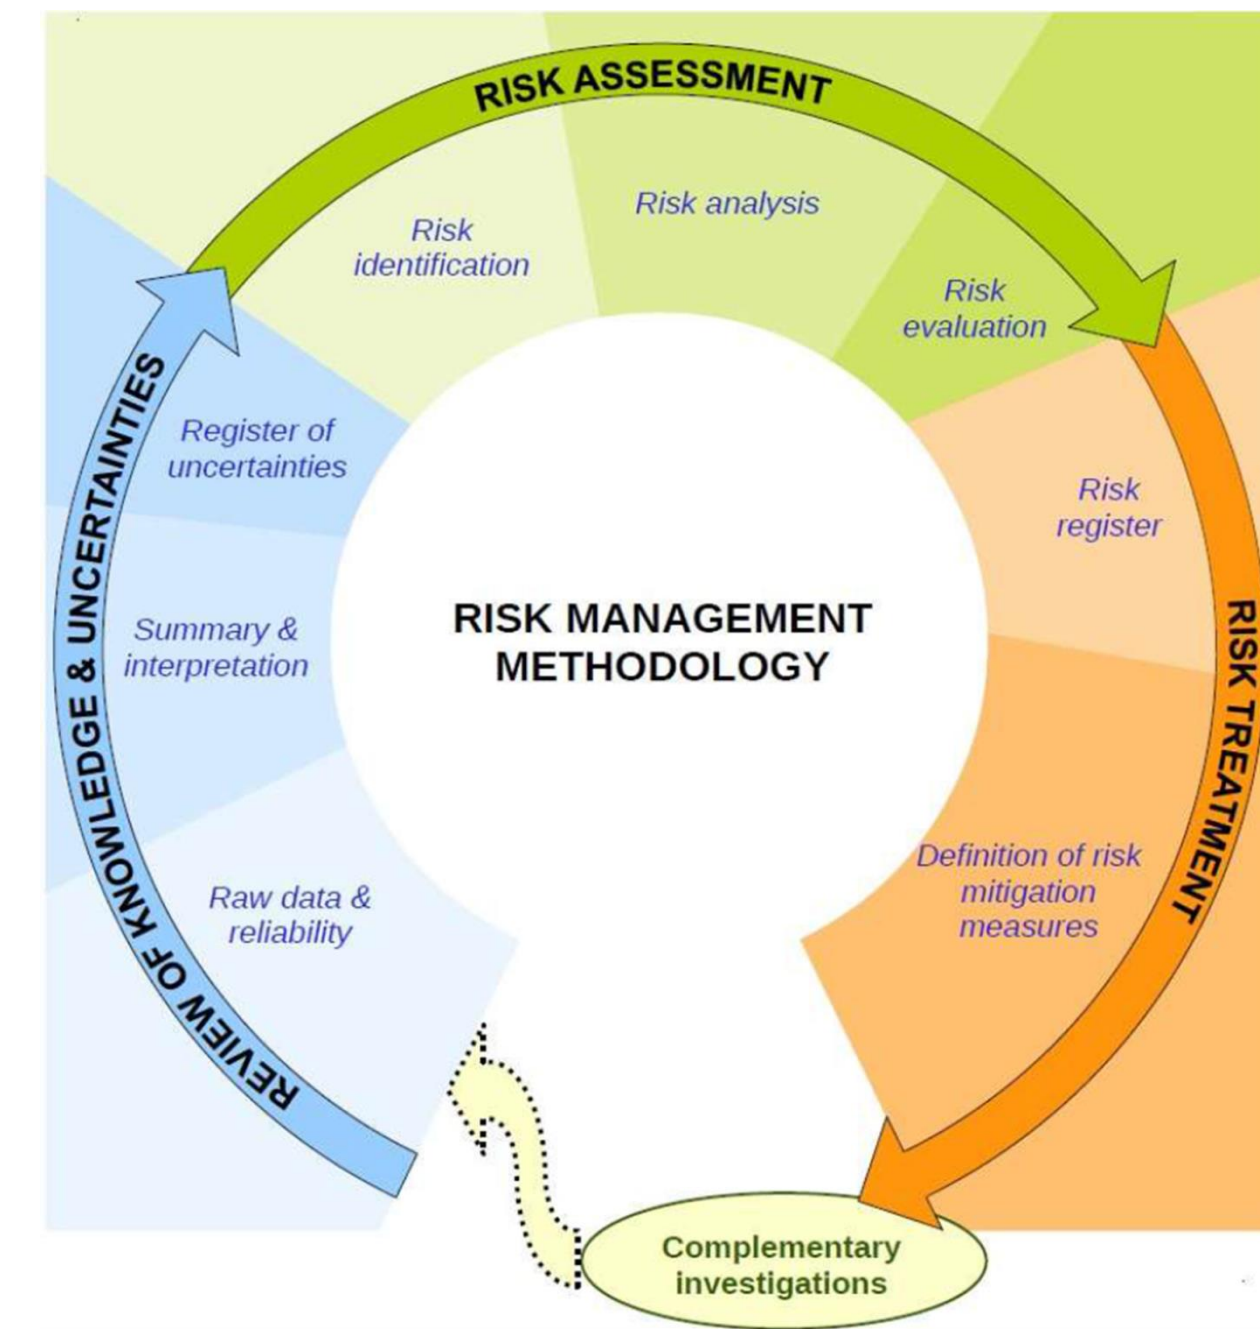 RISK ASSESSMENT
Risk
identification
Risk analysis
Risk
evaluation
Register of
uncertainties
Risk
register
Summary &
interpretation
RISK MANAGEMENT
METHODOLOGY
REVIEW OF KNOWLEDGE & UNCERTAINTIES
RISK TREATMENT
Raw data &
reliability
Definition of risk
mitigation
measures
Complementary
investigations